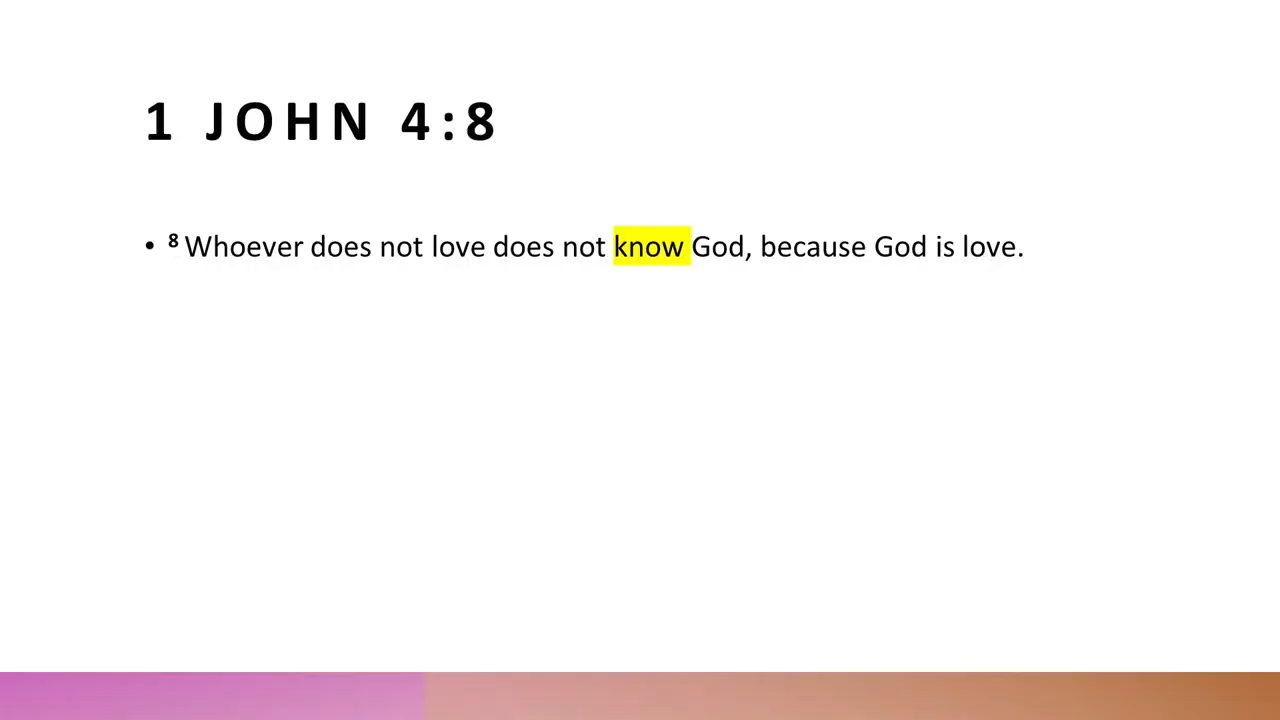 1 JOHN 4:8
• 8 Whoever does not love does not know God, because God is love.